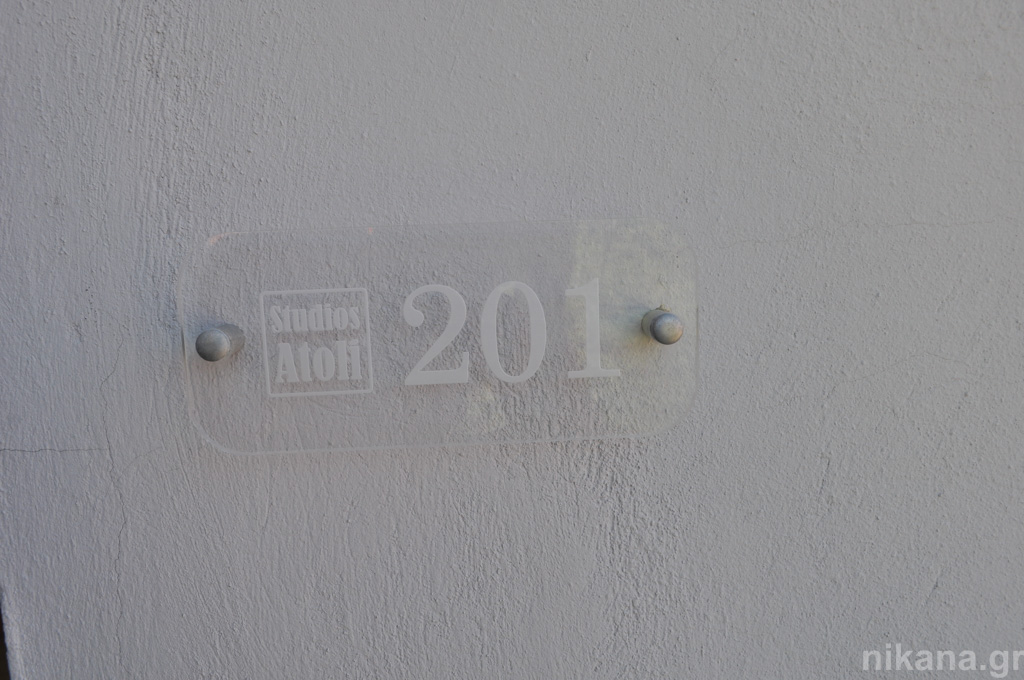 Studios
Atoli
201
nikana.gr